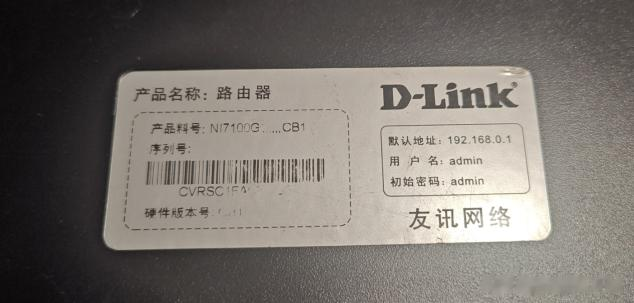 产品名称: 路由器
D-Link
产品料号: NI7100G.....CB1
序列号:
硬件版本号:
默认地址: 192.168.0.1
用 户 名: admin
初始密码: admin
友讯网络